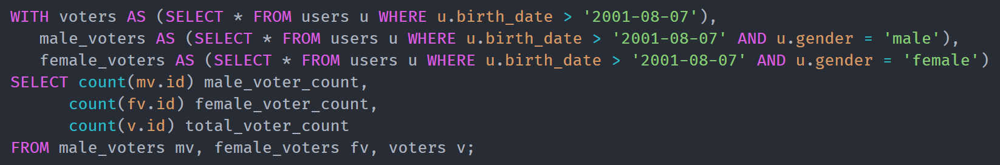 WITH voters AS (SELECT * FROM users u WHERE u.birth_date > '2001-08-07'),
male_voters AS (SELECT * FROM users u WHERE u.birth_date > '2001-08-07' AND u.gender = 'male'),
female_voters AS (SELECT * FROM users u WHERE u.birth_date > '2001-08-07' AND u.gender = 'female')
SELECT count(mv.id) male_voter_count,
count(fv.id) female_voter_count,
count(v.id) total_voter_count
FROM male_voters mv, female_voters fv, voters v;